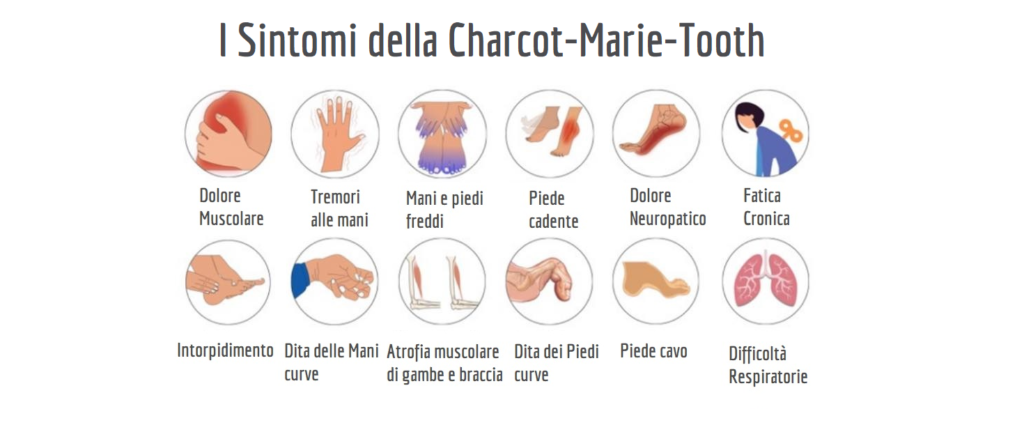 I Sintomi della Charcot-Marie-Tooth
Dolore
Muscolare
Tremori
alle mani
Mani e piedi
freddi
Piede
cadente
Dolore
Neuropatico
Fatica
Cronica
Intorpidimento
Dita delle Mani
curve
Atrofia muscolare
di gambe e braccia
Dita dei Piedi
curve
Piede cavo
Difficoltà
Respiratorie